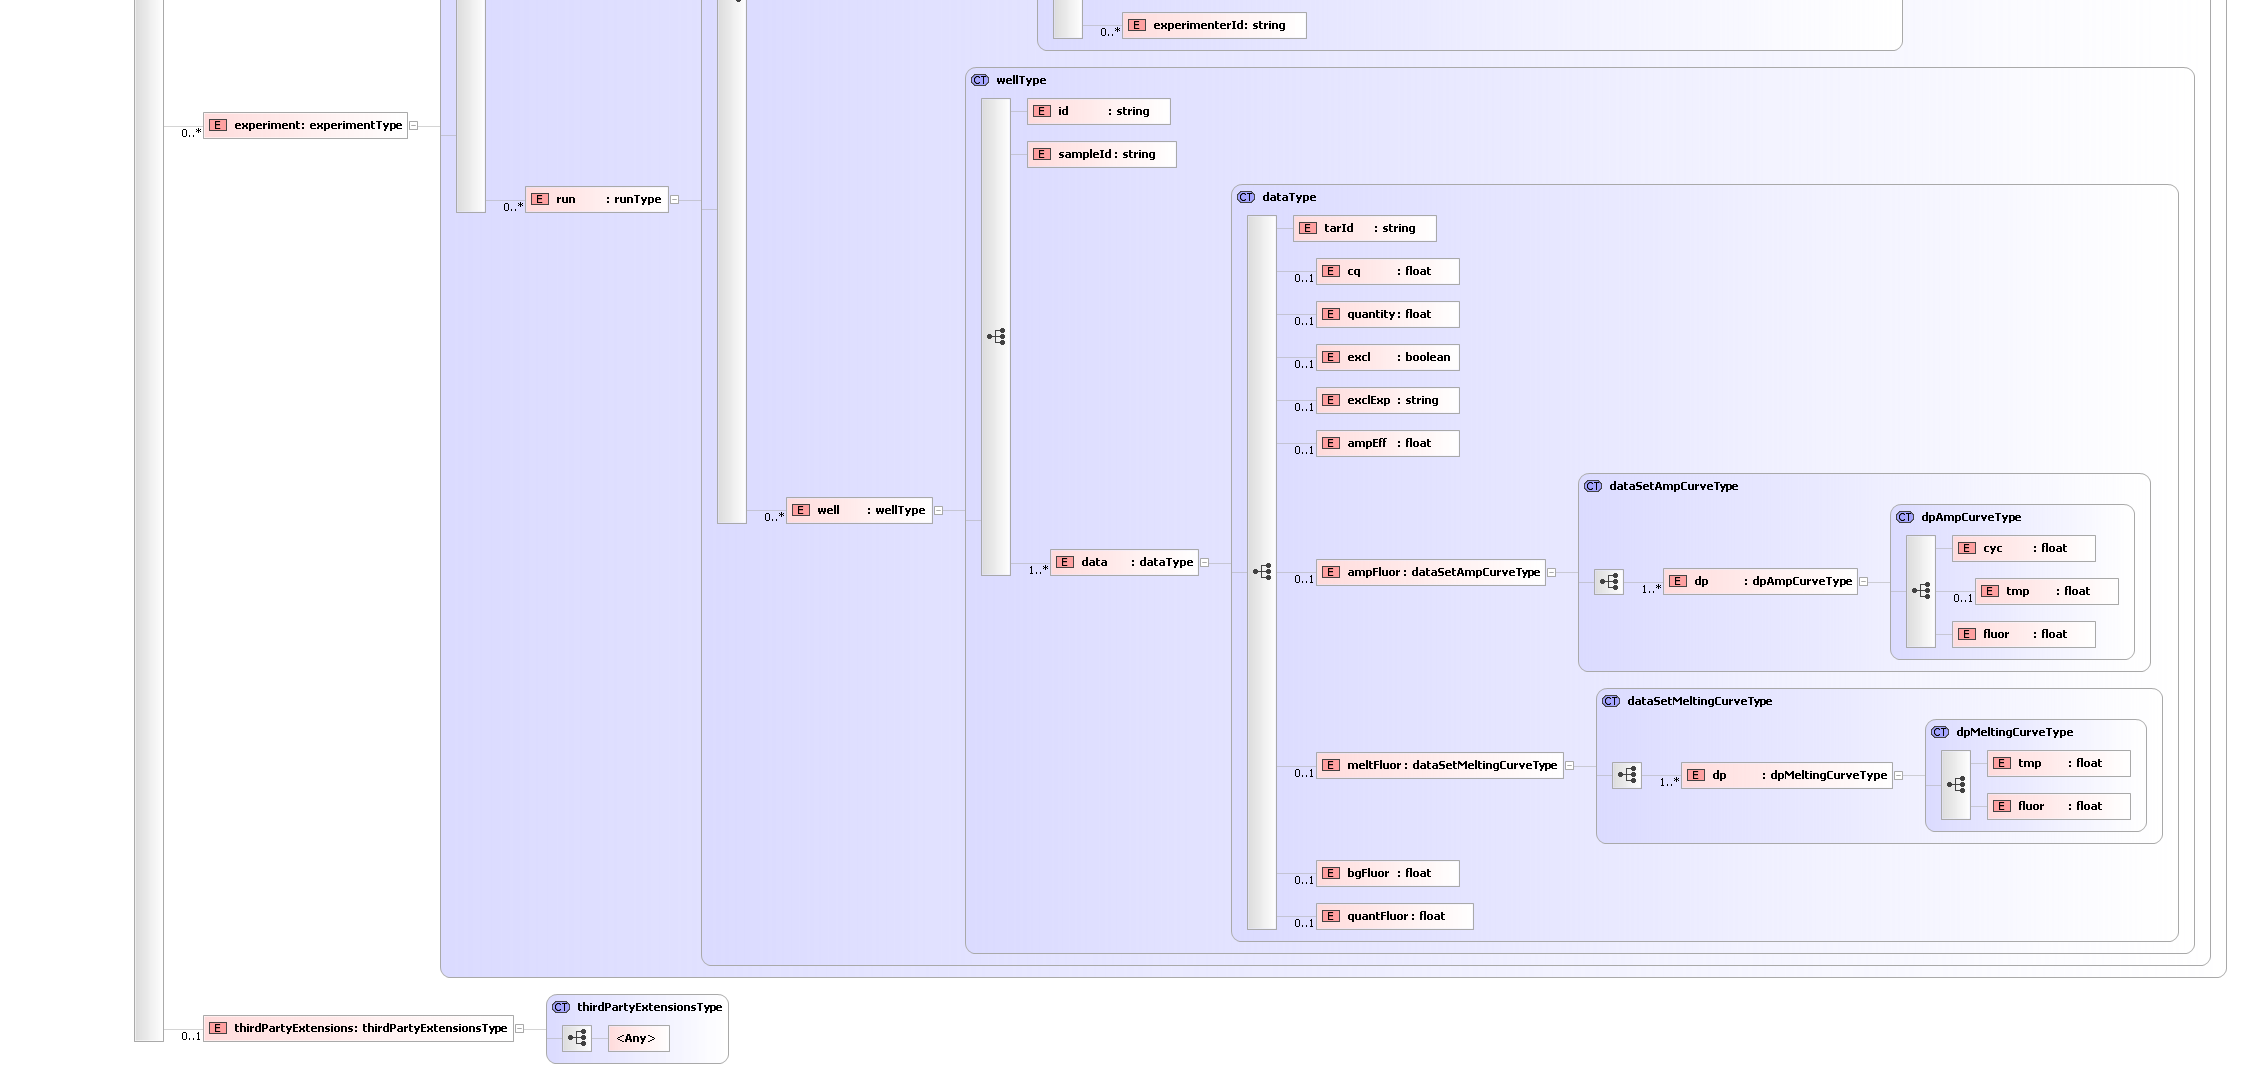 0..* E experimenterId: string
CT wellType
E id : string
0..* E experiment: experimentType
E sampleId : string
0..* E run : runType
CT dataType
E tarId : string
0..1 E cq : float
0..1 E quantity : float
0..1 E excl : boolean
0..1 E exclExp : string
0..1 E ampEff : float
CT dataSetAmpCurveType
0..* E well : wellType
CT dpAmpCurveType
E cyc : float
1..* E data : dataType
0..1 E ampFluor : dataSetAmpCurveType
1..* E dp : dpAmpCurveType
0..1 E tmp : float
E fluor : float
CT dataSetMeltingCurveType
CT dpMeltingCurveType
E tmp : float
0..1 E meltFluor : dataSetMeltingCurveType
1..* E dp : dpMeltingCurveType
E fluor : float
0..1 E bgFluor : float
0..1 E quantFluor : float
CT thirdPartyExtensionsType
0..1 E thirdPartyExtensions: thirdPartyExtensionsType
<Any>